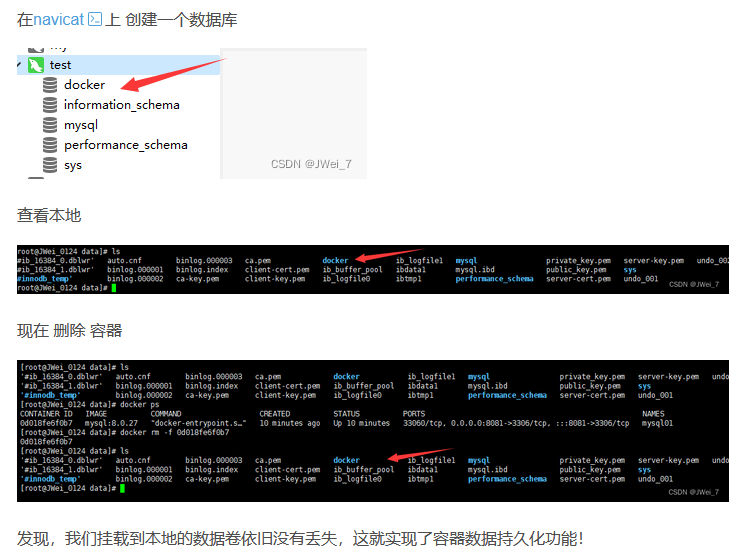 在navicat 上 创建一个数据库
test
docker
information_schema
mysql
performance_schema
sys
CSDN @JWei_7
查看本地
root@JWei_0124 data]# ls
#ib_16384_0.dblwr' auto.cnf binlog.000003 ca.pem docker ib_logfile1 mysql private_key.pem server-key.pem undo_002
#ib_16384_1.dblwr' binlog.000001 binlog.index client-cert.pem ib_buffer_pool ibdata1 mysql.ibd public_key.pem sys
#innodb_temp' binlog.000002 ca-key.pem client-key.pem ib_logfile0 ibtmp1 performance_schema server-cert.pem undo_001
root@JWei_0124 data]#
CSDN @JWei_7
现在 删除 容器
[root@JWei_0124 data]# ls
'#ib_16384_0.dblwr' auto.cnf binlog.000003 ca.pem docker ib_logfile1 mysql private_key.pem server-key.pem undo
'#ib_16384_1.dblwr' binlog.000001 binlog.index client-cert.pem ib_buffer_pool ibdata1 mysql.ibd public_key.pem sys
'#innodb_temp' binlog.000002 ca-key.pem client-key.pem ib_logfile0 ibtmp1 performance_schema server-cert.pem undo_001
[root@JWei_0124 data]# docker ps
CONTAINER ID IMAGE COMMAND CREATED STATUS PORTS NAMES
0d018fe6f0b7 mysql:8.0.27 "docker-entrypoint.s…" 10 minutes ago Up 10 minutes 33060/tcp, 0.0.0.0:8081->3306/tcp, :::8081->3306/tcp mysql01
[root@JWei_0124 data]# docker rm -f 0d018fe6f0b7
0d018fe6f0b7
[root@JWei_0124 data]# ls
'#ib_16384_0.dblwr' auto.cnf binlog.000003 ca.pem docker ib_logfile1 mysql private_key.pem server-key.pem undo
'#ib_16384_1.dblwr' binlog.000001 binlog.index client-cert.pem ib_buffer_pool ibdata1 mysql.ibd public_key.pem sys
'#innodb_temp' binlog.000002 ca-key.pem client-key.pem ib_logfile0 ibtmp1 performance_schema server-cert.pem undo_001
[root@JWei_0124 data]#
CSDN @JWei_7
发现，我们挂载到本地的数据卷依旧没有丢失，这就实现了容器数据持久化功能！